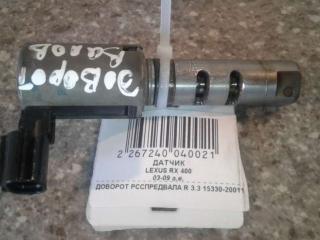 Доворот
Валов
2 267240 040021
ДАТЧИК
LEXUS RX 400
03-09 г.в.
ДОВОРОТ РССПРЕДВАЛА R 3.3 15330-20011